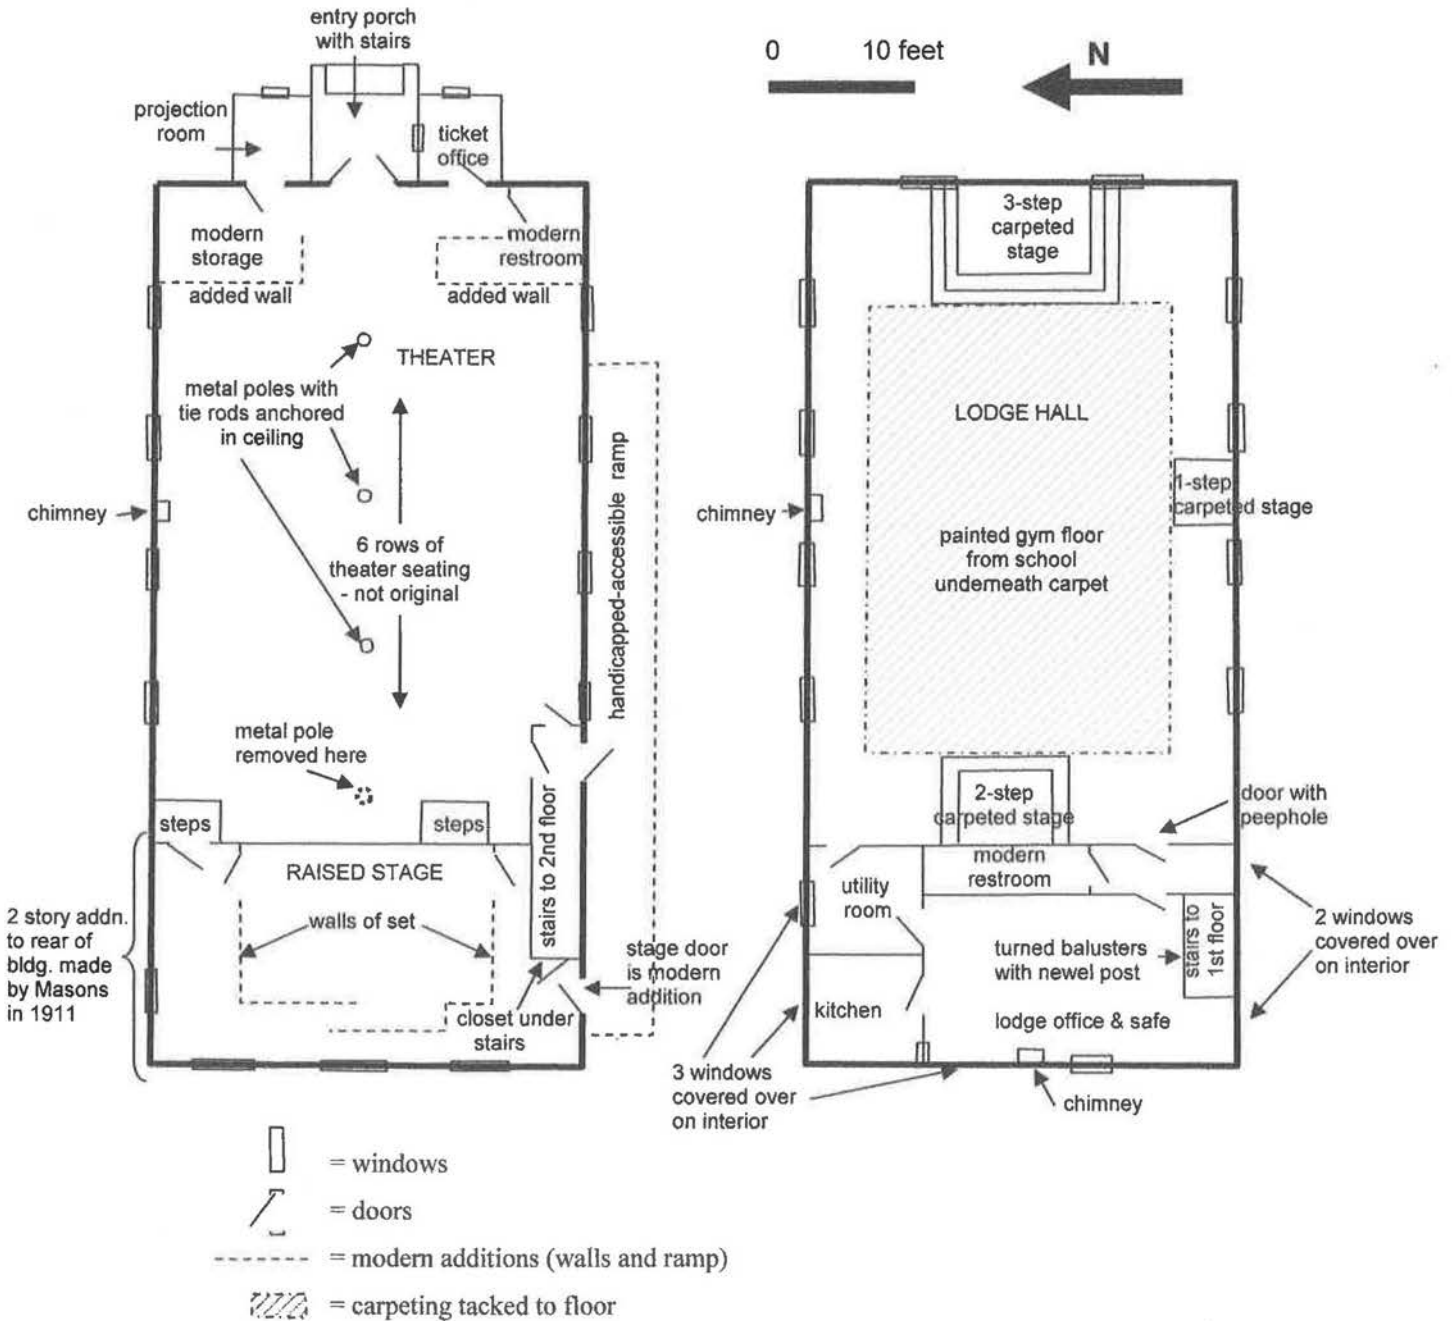 entry porch
with stairs
0 10 feet
N
projection
room
ticket
office
modern
storage
modern
restroom
added wall
added wall
THEATER
metal poles with
tie rods anchored
in ceiling
chimney
6 rows of
theater seating
- not original
handicapped-accessible ramp
metal pole
removed here
steps
steps
RAISED STAGE
stairs to 2nd floor
walls of set
2 story addn.
to rear of
bldg. made
by Masons
in 1911
closet under
stairs
stage door
is modern
addition
3-step
carpeted
stage
LODGE HALL
1-step
carpeted stage
chimney
painted gym floor
from school
underneath carpet
2-step
carpeted stage
door with
peephole
modern
restroom
utility
room
turned balusters
with newel post
stairs to
1st floor
2 windows
covered over
on interior
kitchen
lodge office & safe
3 windows
covered over
on interior
chimney
= windows
= doors
= modern additions (walls and ramp)
= carpeting tacked to floor